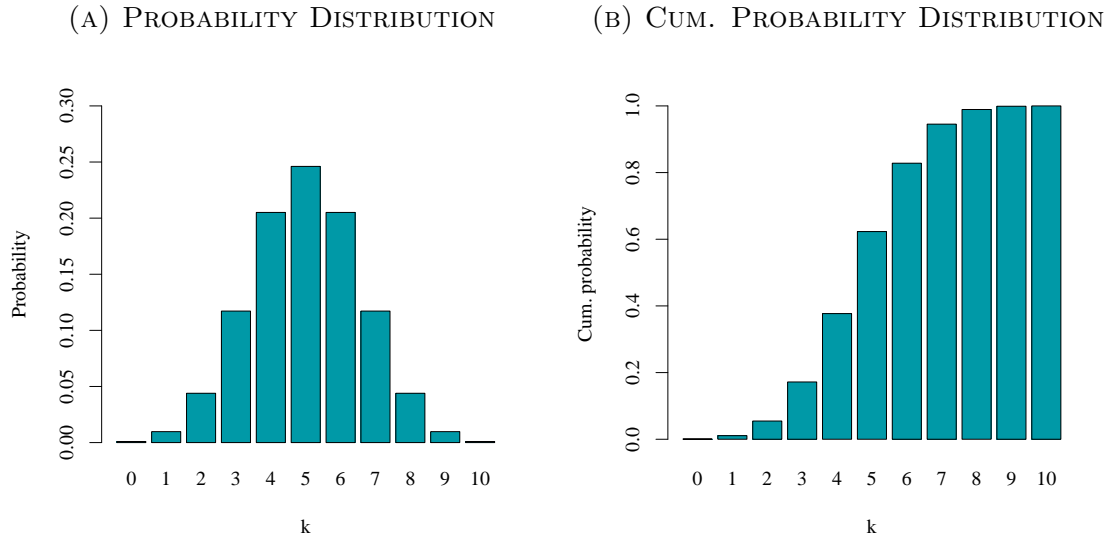 (A) PROBABILITY DISTRIBUTION
Probability
0.30
0.25
0.20
0.15
0.10
0.05
0.00
0 1 2 3 4 5 6 7 8 9 10
k
(B) CUM. PROBABILITY DISTRIBUTION
Cum. probability
1.0
0.8
0.6
0.4
0.2
0.0
0 1 2 3 4 5 6 7 8 9 10
k